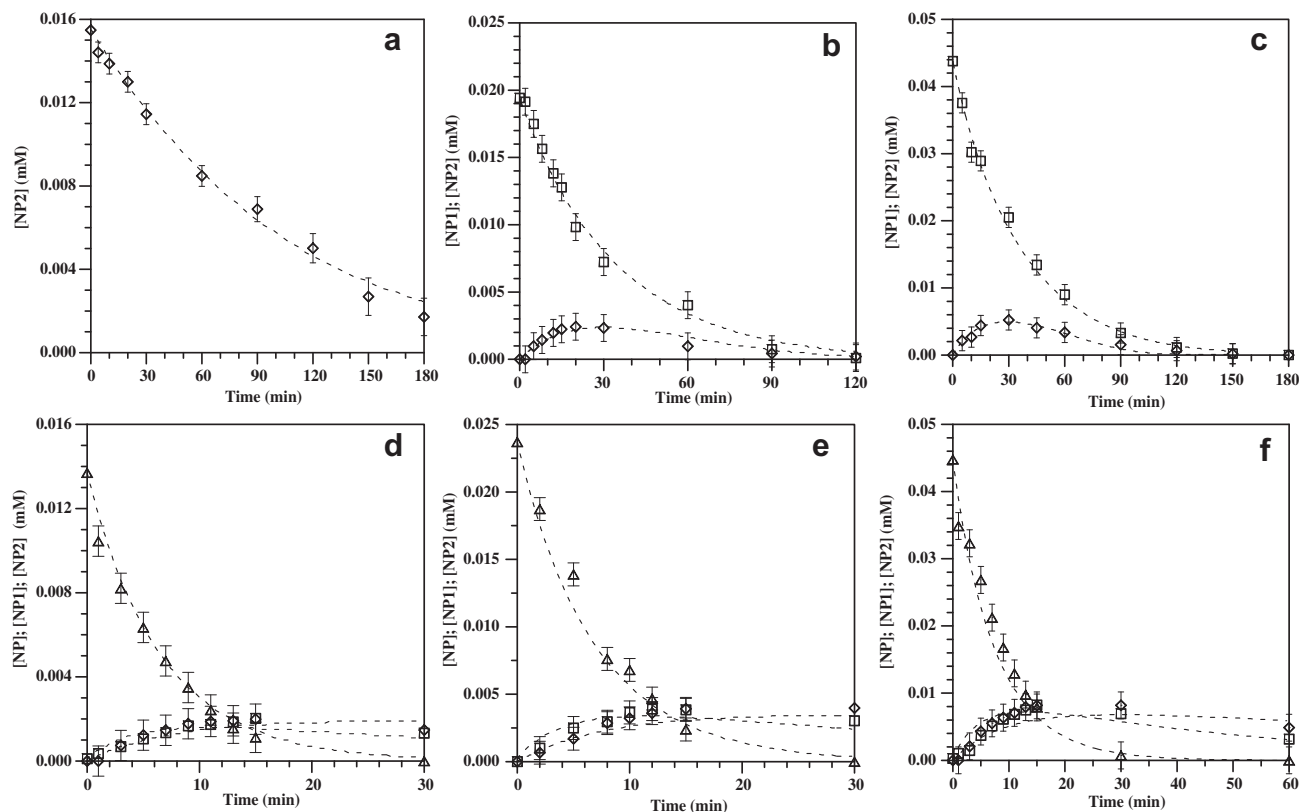 a
0.016
0.012
0.008
0.004
0.000
[NP2] (mM)
0 30 60 90 120 150 180
Time (min)
b
0.025
0.020
0.015
0.010
0.005
0.000
[NP1]; [NP2] (mM)
0 30 60 90 120
Time (min)
c
0.05
0.04
0.03
0.02
0.01
0.00
[NP1]; [NP2] (mM)
0 30 60 90 120 150 180
Time (min)
d
0.016
0.012
0.008
0.004
0.000
[NP]; [NP1]; [NP2] (mM)
0 10 20 30
Time (min)
e
0.025
0.020
0.015
0.010
0.005
0.000
[NP]; [NP1]; [NP2] (mM)
0 10 20 30
Time (min)
f
0.05
0.04
0.03
0.02
0.01
0.00
[NP]; [NP1]; [NP2] (mM)
0 10 20 30 40 50 60
Time (min)